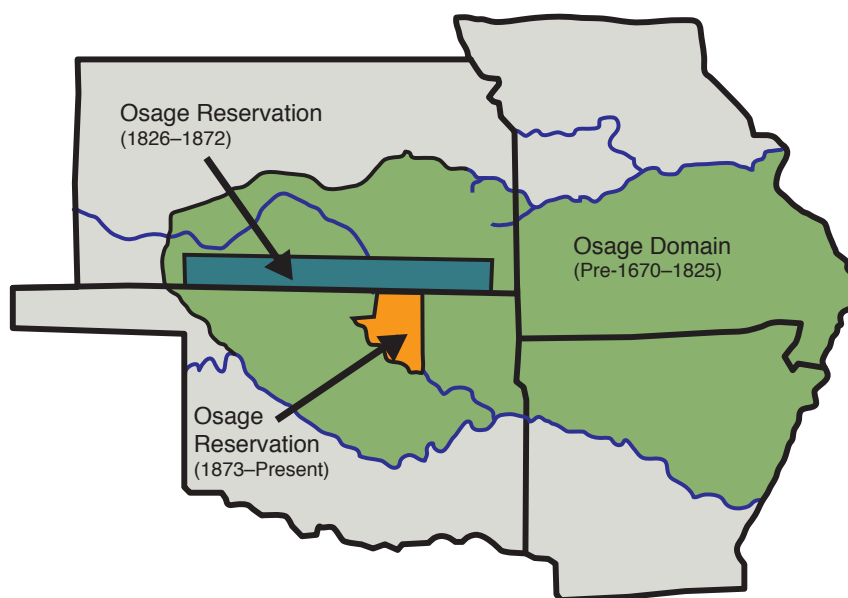 Osage Reservation
(1826–1872)
Osage Domain
(Pre-1670–1825)
Osage
Reservation
(1873–Present)